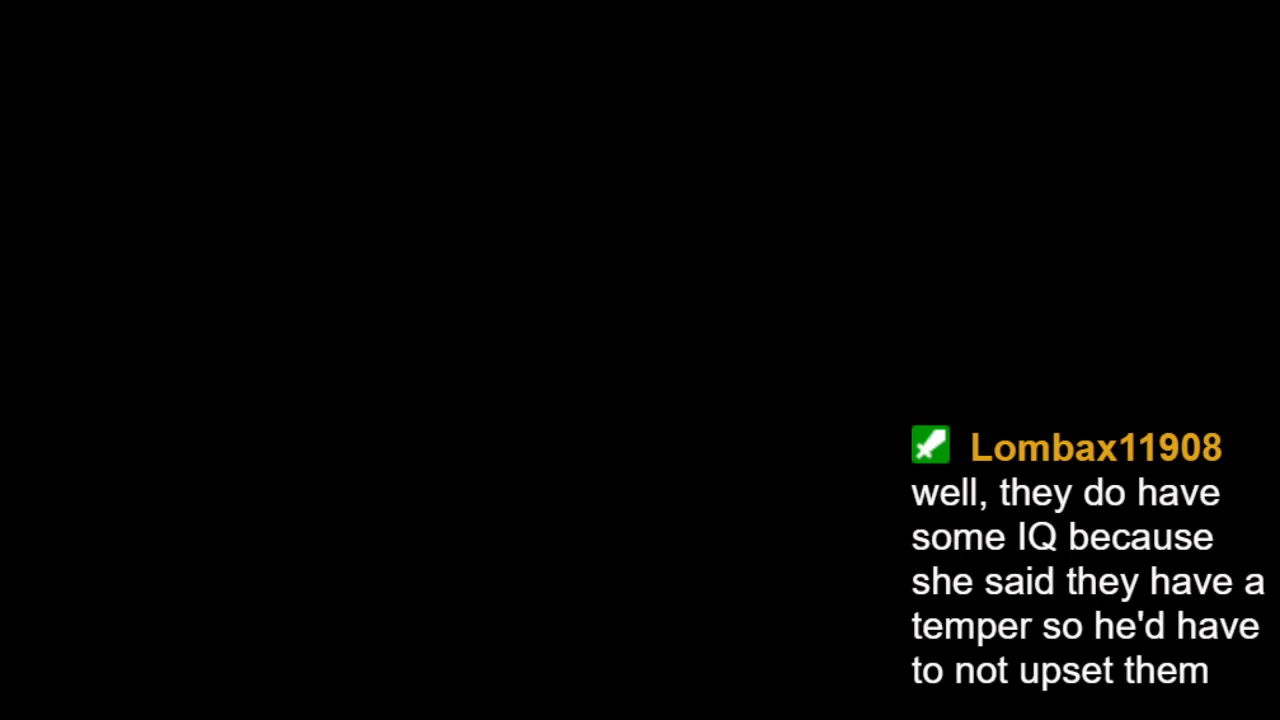 Lombax11908
well, they do have
some IQ because
she said they have a
temper so he'd have
to not upset them